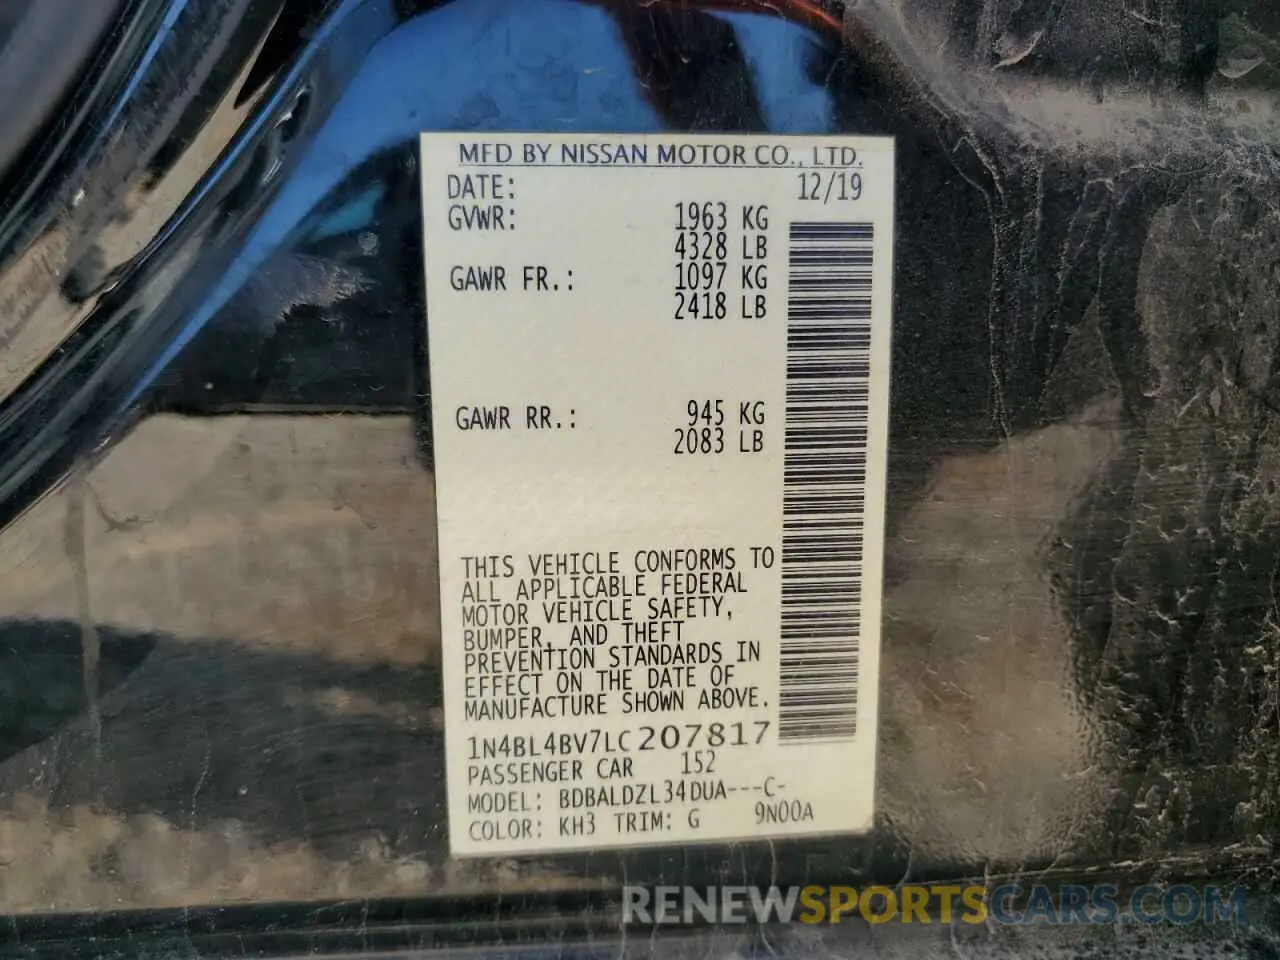 MFD BY NISSAN MOTOR CO., LTD.
DATE: 12/19
GVWR: 1963 KG
4328 LB
GAWR FR.: 1097 KG
2418 LB
GAWR RR.: 945 KG
2083 LB
THIS VEHICLE CONFORMS TO
ALL APPLICABLE FEDERAL
MOTOR VEHICLE SAFETY,
BUMPER, AND THEFT
PREVENTION STANDARDS IN
EFFECT ON THE DATE OF
MANUFACTURE SHOWN ABOVE.
1N4BL4BV7LC207817
PASSENGER CAR 152
MODEL: BDBALDZL34DUA---C-
COLOR: KH3 TRIM: G 9N00A
RENEWSPORTSCARS.COM